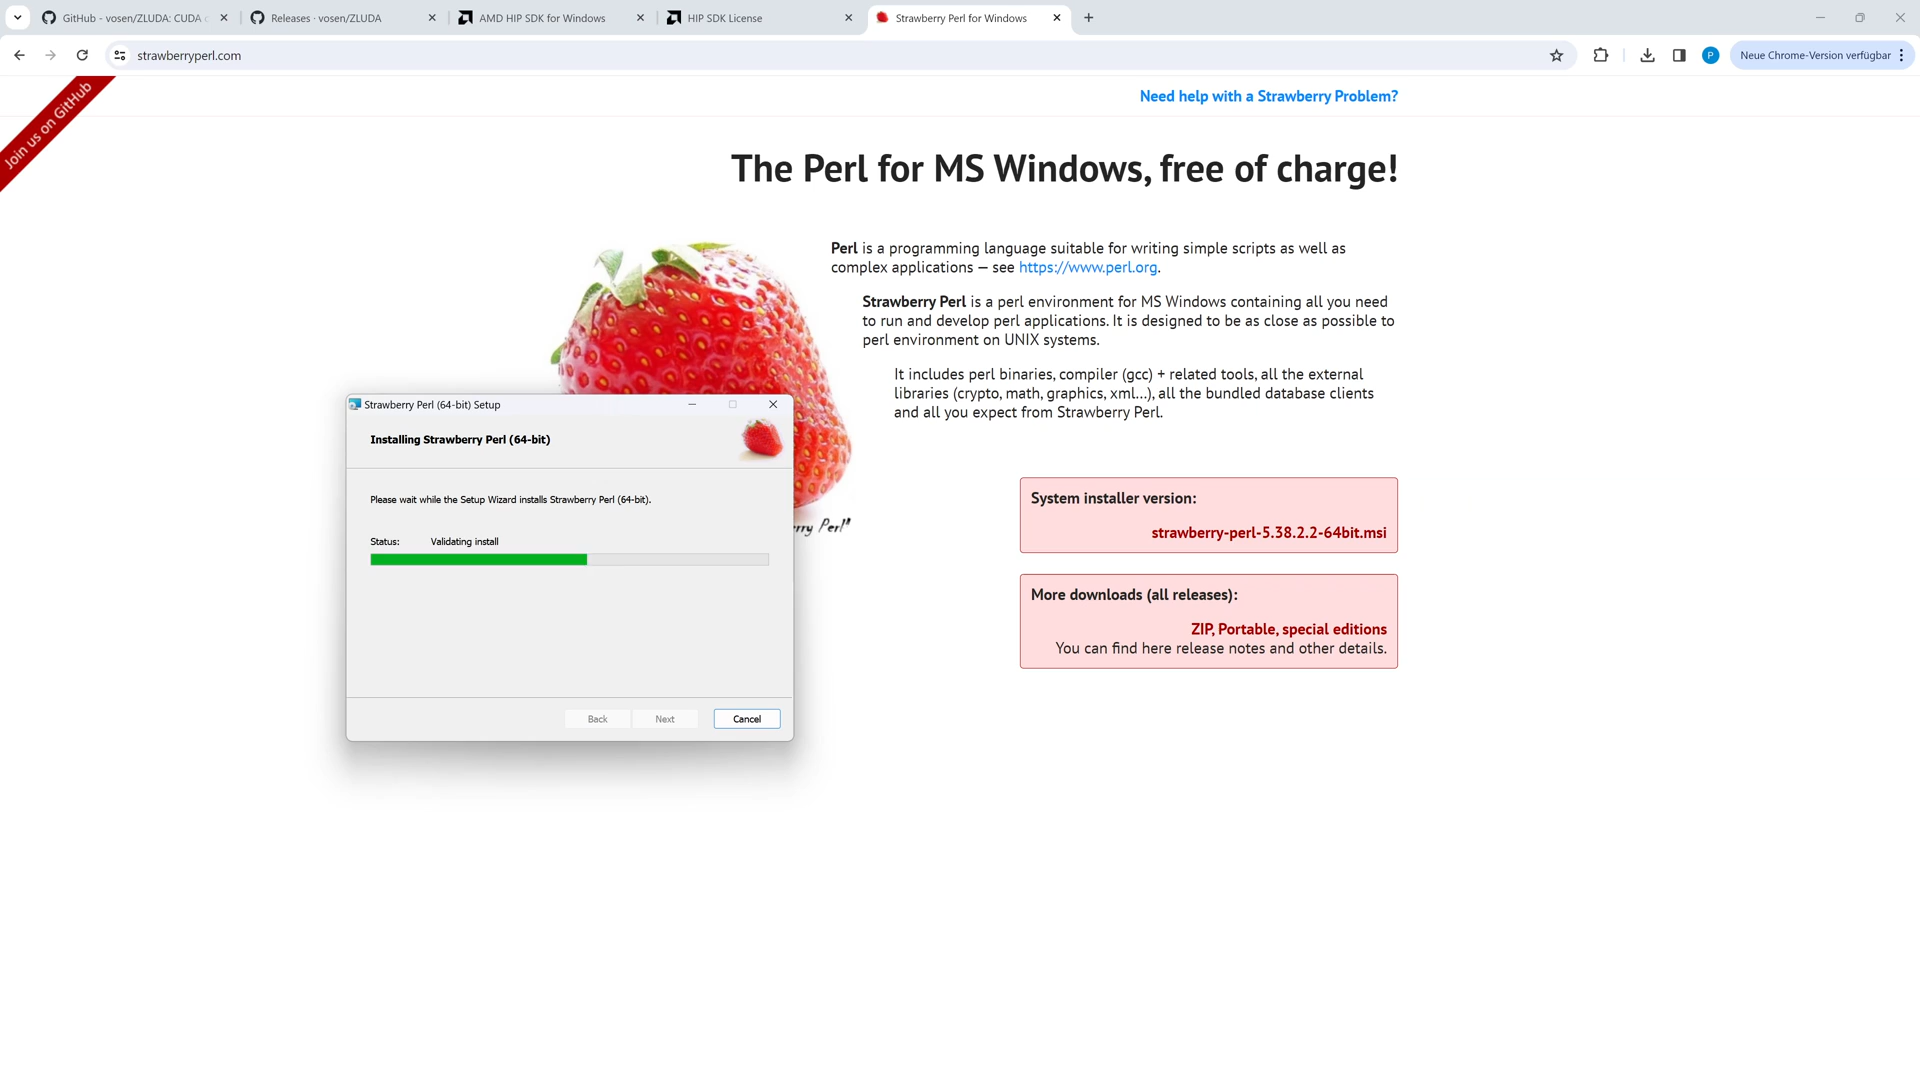 GitHub - vosen/ZLUDA: CUDA
Releases · vosen/ZLUDA
AMD HIP SDK for Windows
HIP SDK License
Strawberry Perl for Windows
strawberryperl.com
P
Neue Chrome-Version verfügbar
Join us on GitHub
Need help with a Strawberry Problem?
The Perl for MS Windows, free of charge!
Perl is a programming language suitable for writing simple scripts as well as
complex applications — see https://www.perl.org.
Strawberry Perl is a perl environment for MS Windows containing all you need
to run and develop perl applications. It is designed to be as close as possible to
perl environment on UNIX systems.
It includes perl binaries, compiler (gcc) + related tools, all the external
libraries (crypto, math, graphics, xml...), all the bundled database clients
and all you expect from Strawberry Perl.
Strawberry Perl (64-bit) Setup
Installing Strawberry Perl (64-bit)
Please wait while the Setup Wizard installs Strawberry Perl (64-bit).
rry Perl®
Status: Validating install
Back Next Cancel
System installer version:
strawberry-perl-5.38.2.2-64bit.msi
More downloads (all releases):
ZIP, Portable, special editions
You can find here release notes and other details.